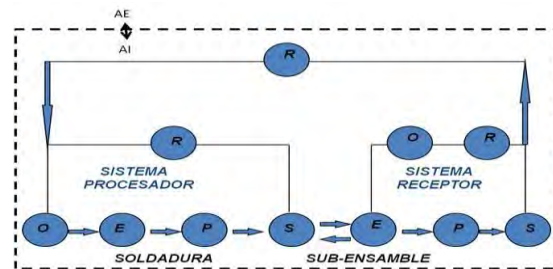 AE
AI
R
R O R
SISTEMA PROCESADOR SISTEMA RECEPTOR
O E P S E P S
SOLDADURA SUB-ENSAMBLE